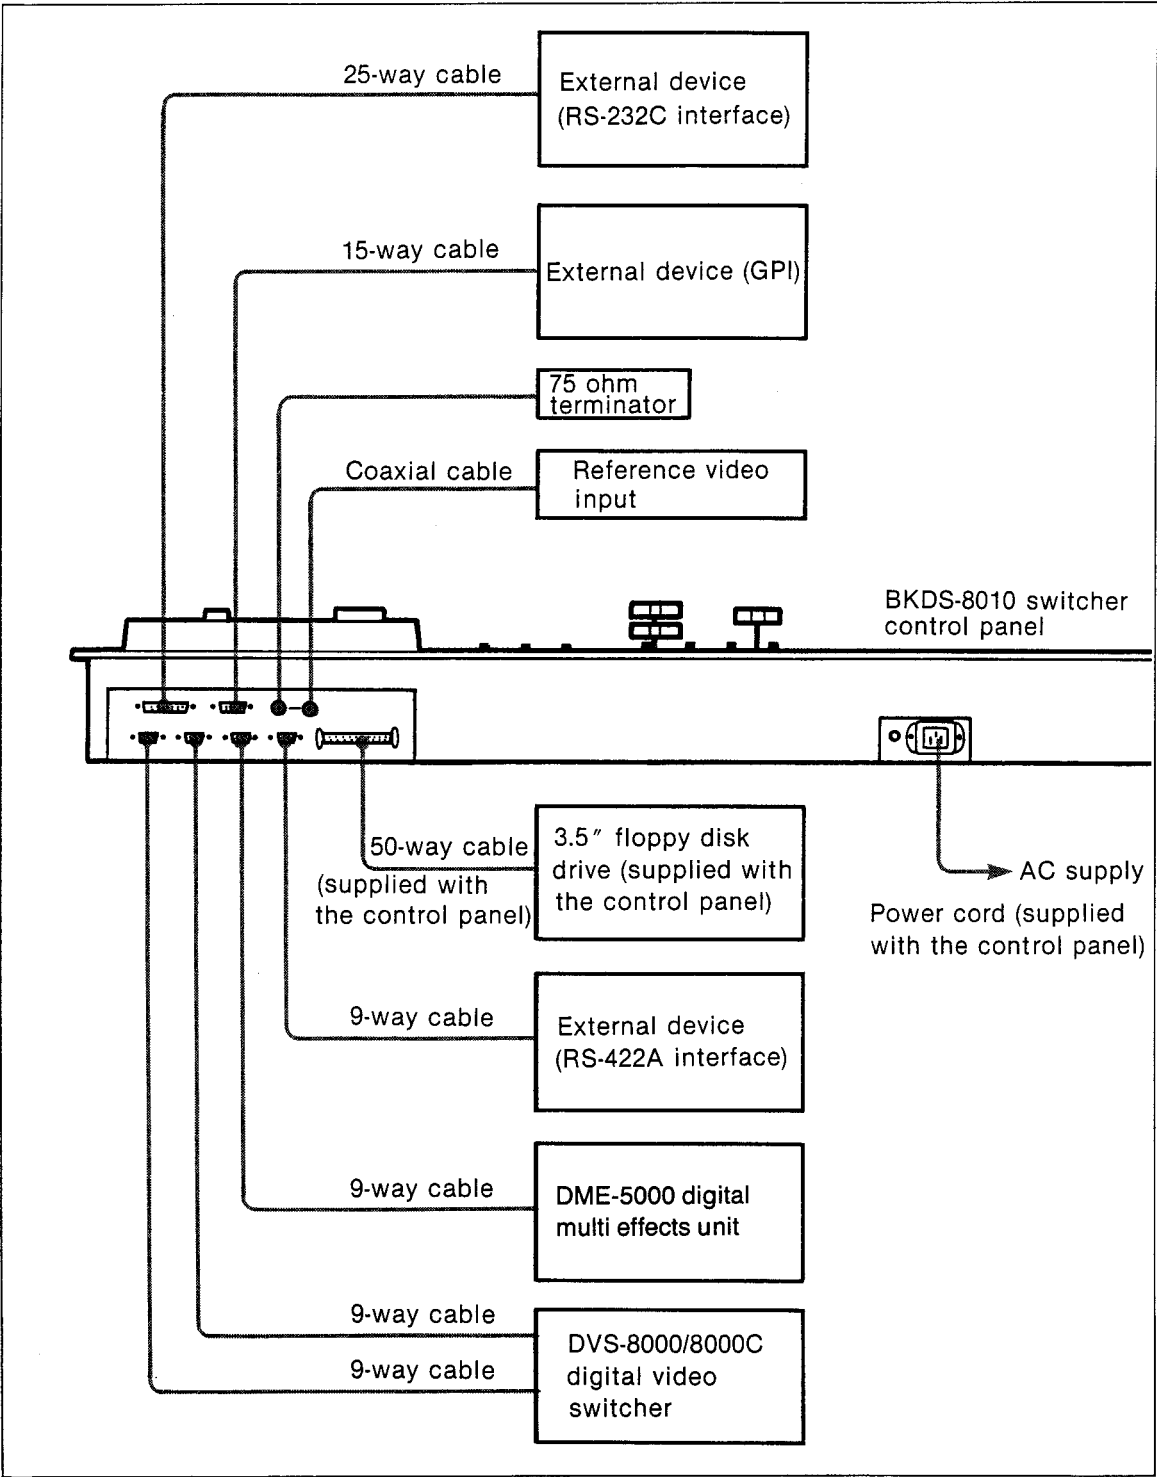 25-way cable
External device
(RS-232C interface)
15-way cable
External device (GPI)
75 ohm
terminator
Coaxial cable
Reference video
input
BKDS-8010 switcher
control panel
50-way cable
(supplied with
the control panel)
3.5″ floppy disk
drive (supplied with
the control panel)
AC supply
Power cord (supplied
with the control panel)
9-way cable
External device
(RS-422A interface)
9-way cable
DME-5000 digital
multi effects unit
9-way cable
9-way cable
DVS-8000/8000C
digital video
switcher